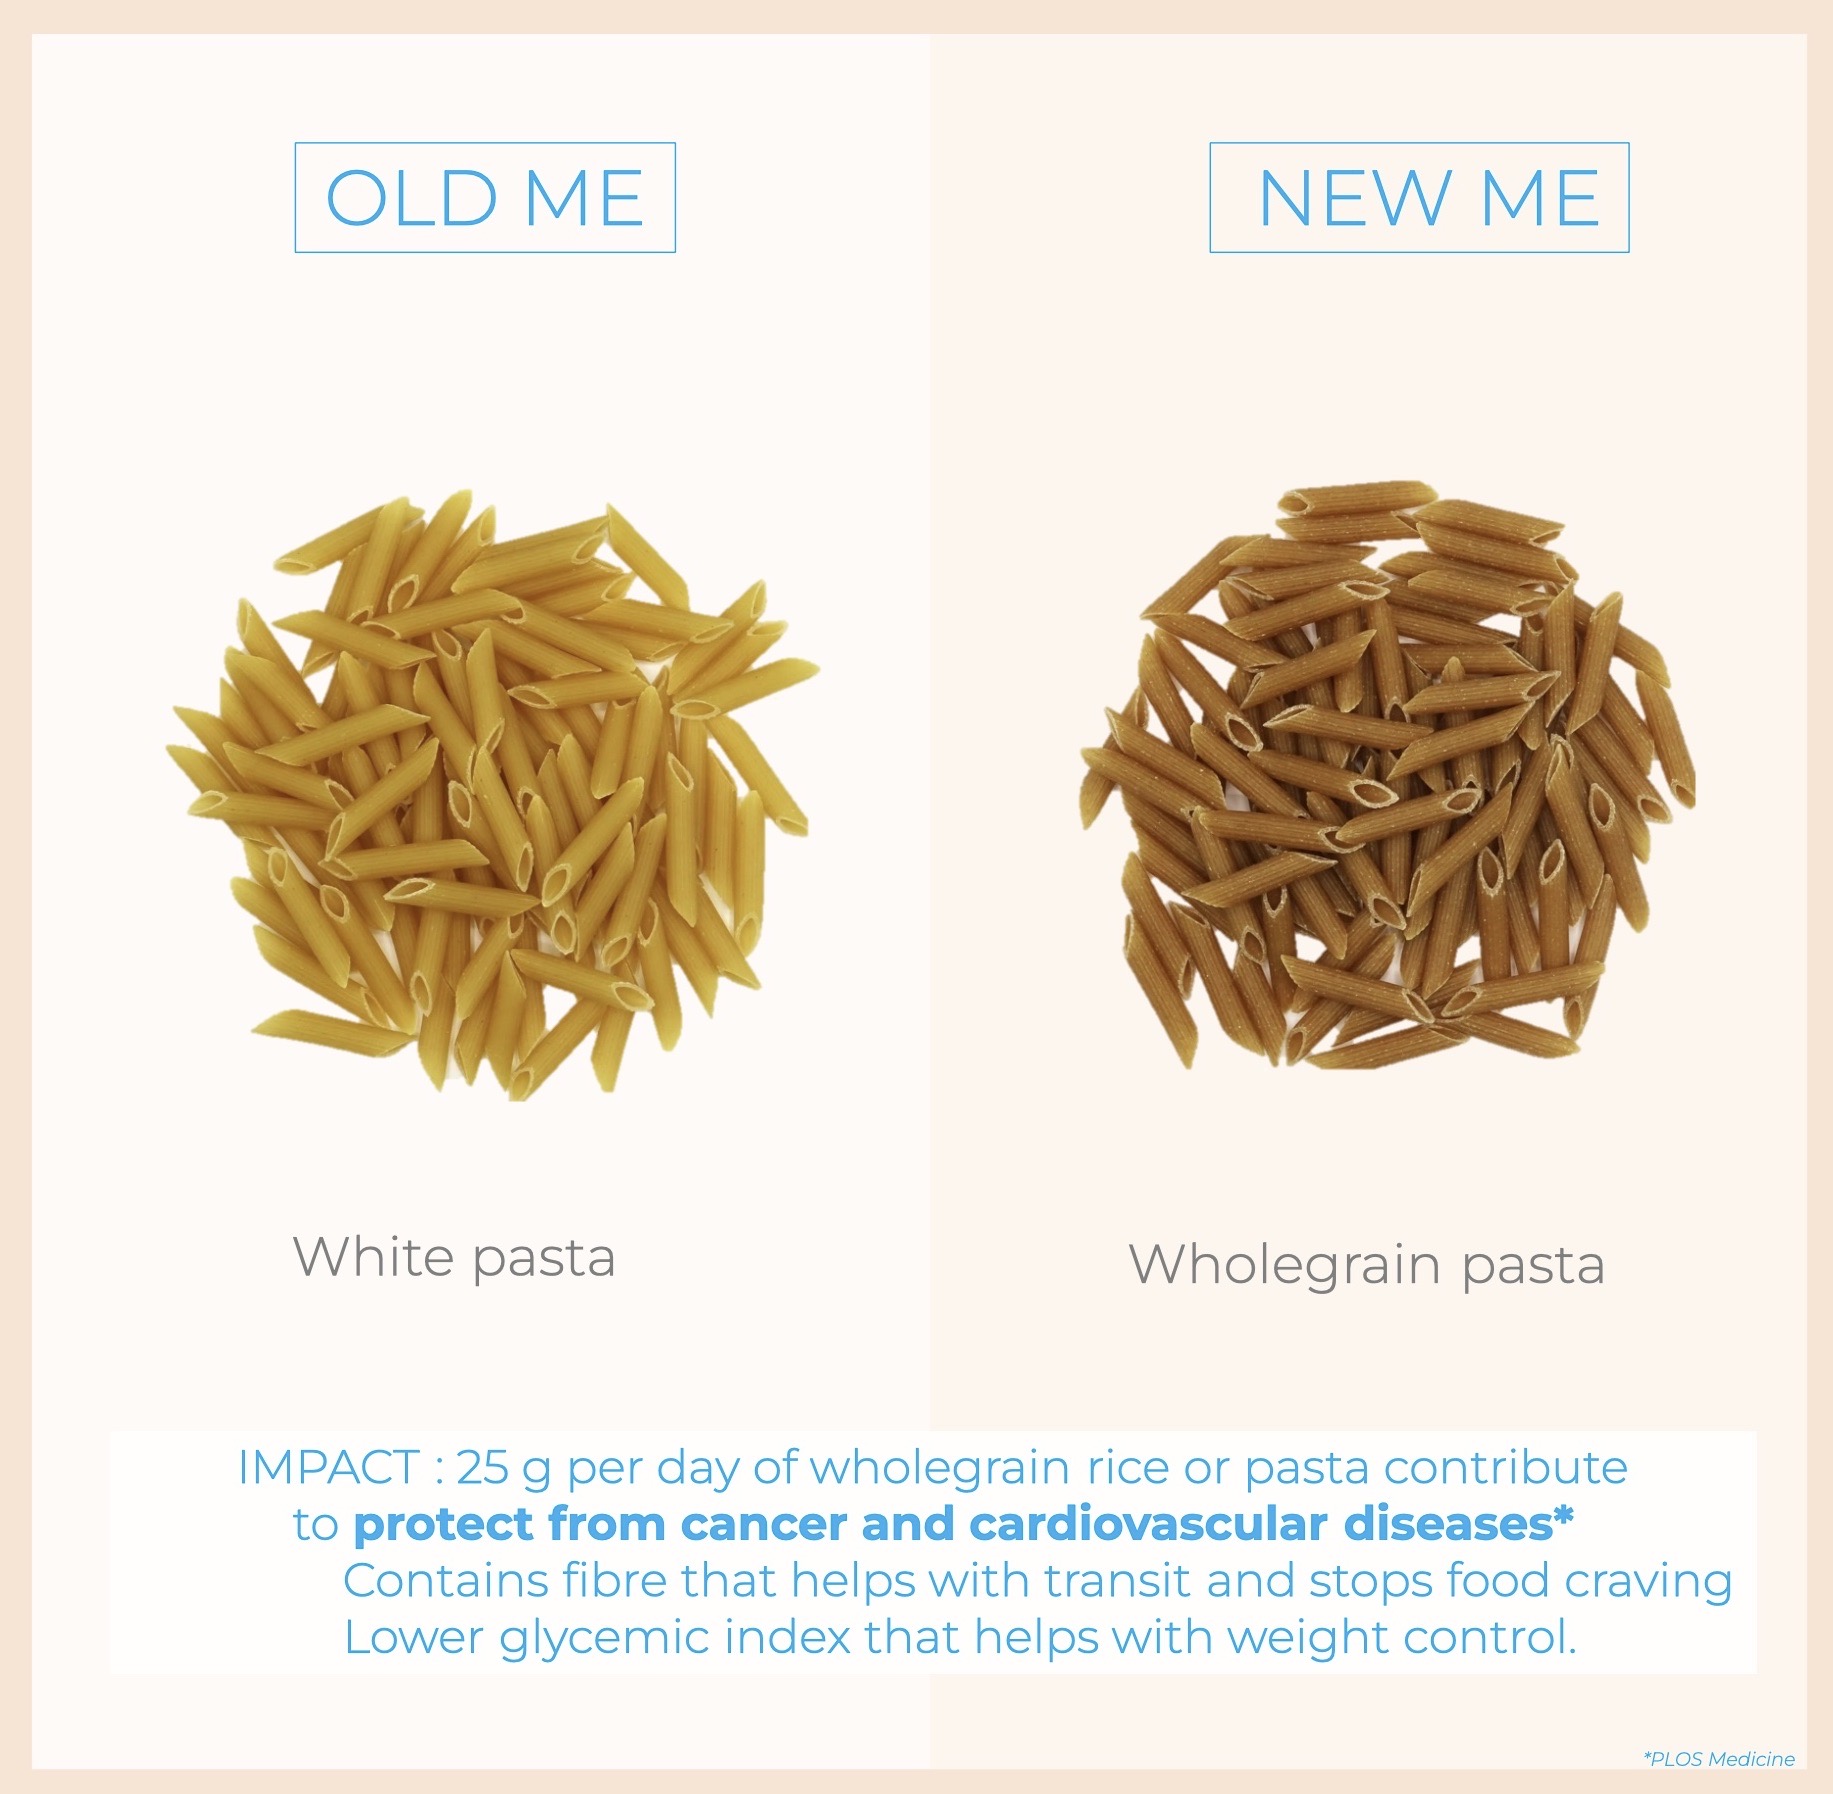 OLD ME
NEW ME
White pasta
Wholegrain pasta
IMPACT : 25 g per day of wholegrain rice or pasta contribute
to protect from cancer and cardiovascular diseases*
Contains fibre that helps with transit and stops food craving
Lower glycemic index that helps with weight control.
*PLOS Medicine